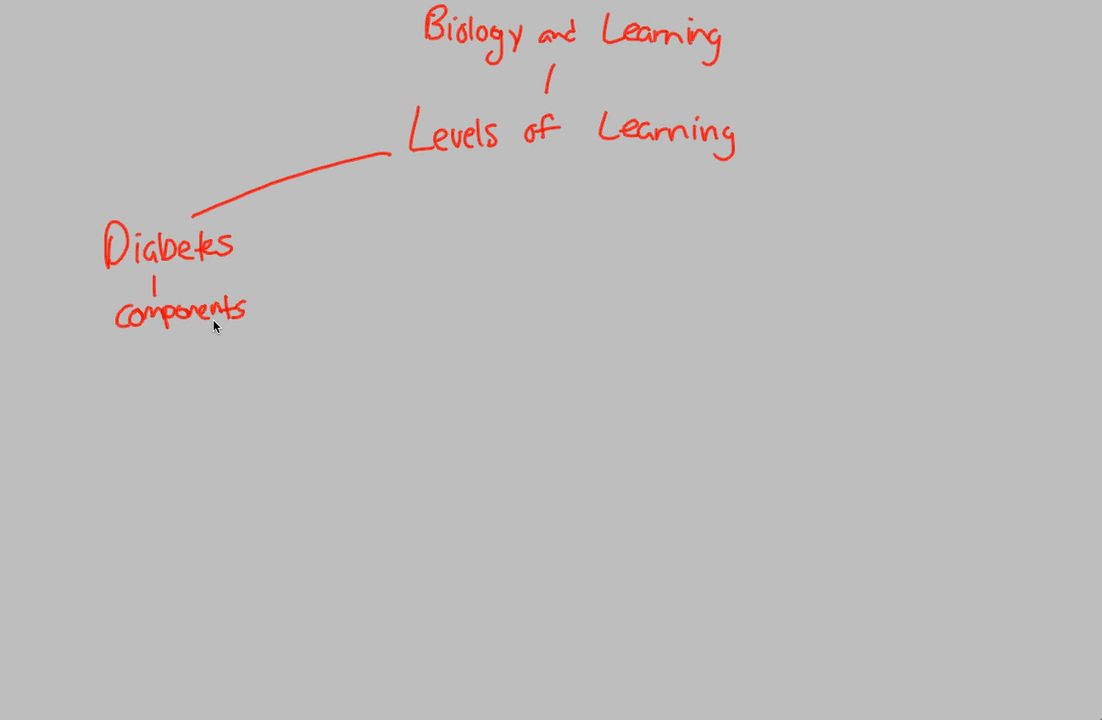 Biology and Learning
Levels of Learning
Diabetes
components